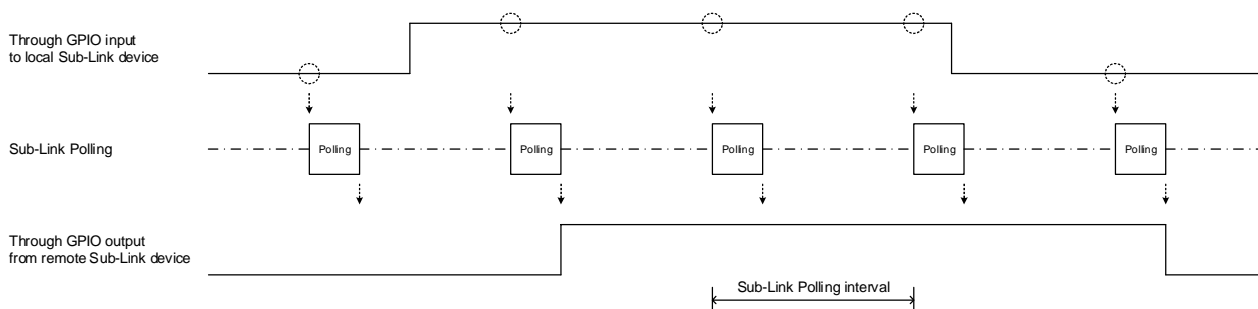 Through GPIO input
to local Sub-Link device
Sub-Link Polling
Polling
Polling
Polling
Polling
Polling
Through GPIO output
from remote Sub-Link device
Sub-Link Polling interval